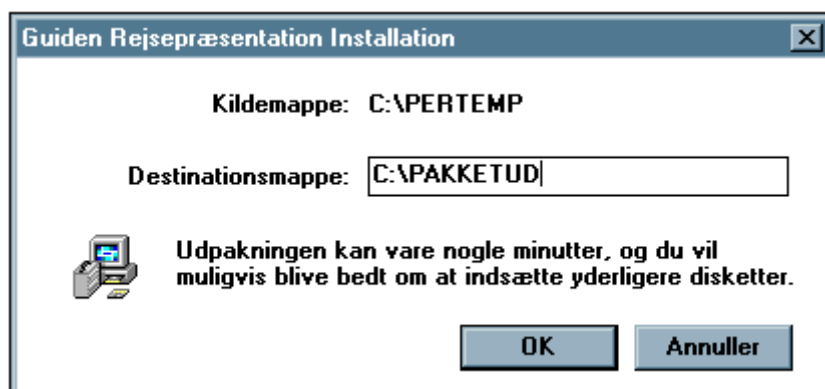 Guiden Rejsepræsentation Installation
Kildemappe: C:\PERTEMP
Destinationsmappe: C:\PAKKETUD
Udpakningen kan vare nogle minutter, og du vil
muligvis blive bedt om at indsætte yderligere disketter.
OK Annuller